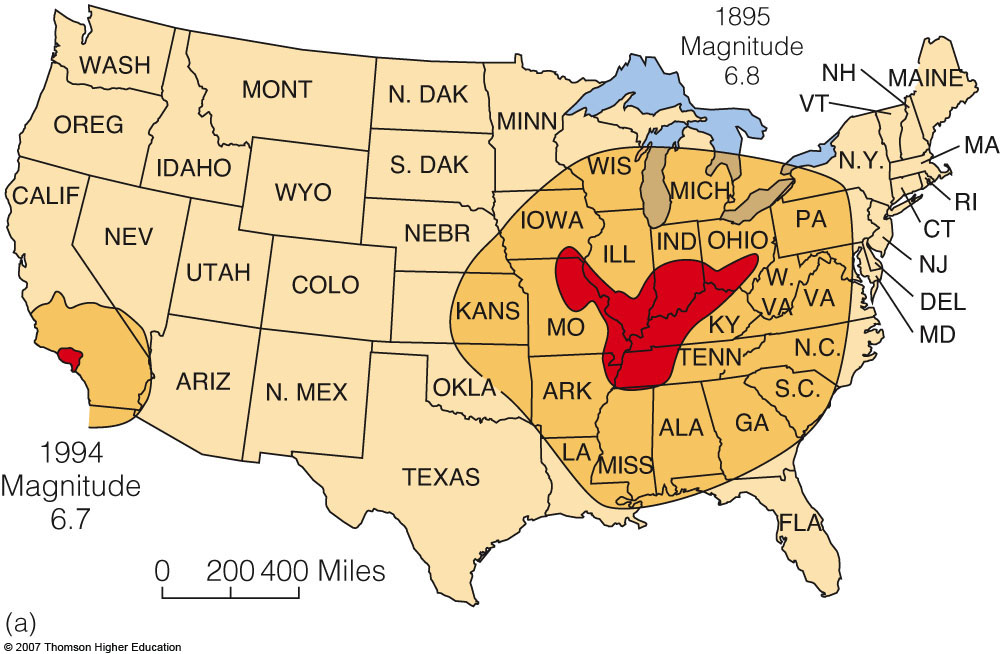 1895
Magnitude
6.8
WASH
MONT
N. DAK
MINN
NH
MAINE
VT
OREG
IDAHO
S. DAK
WIS
MICH
N.Y.
MA
CALIF
WYO
RI
NEV
NEBR
IOWA
PA
CT
UTAH
COLO
ILL
IND
OHIO
NJ
KANS
MO
W.
VA
VA
DEL
KY
MD
ARIZ
N. MEX
OKLA
ARK
TENN
N.C.
S.C.
1994
Magnitude
6.7
TEXAS
LA
MISS
ALA
GA
FLA
0 200 400 Miles
(a)
© 2007 Thomson Higher Education